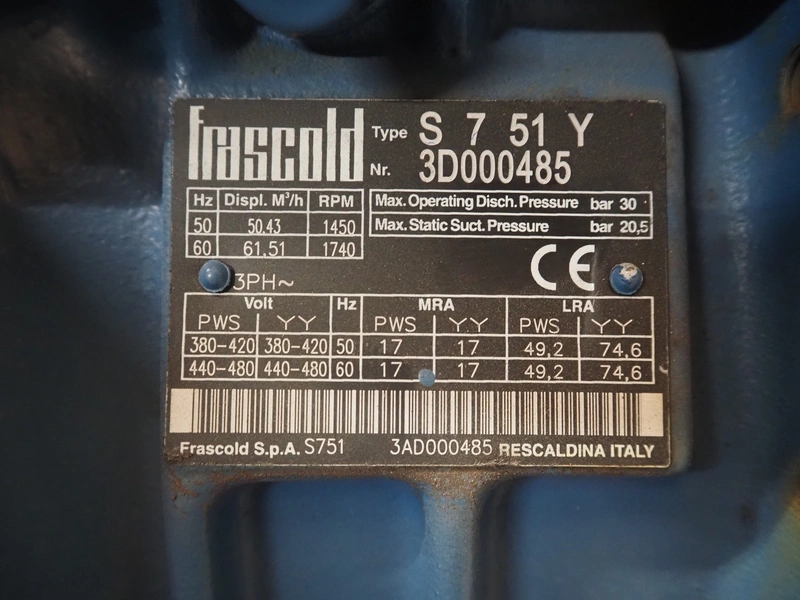 Frascold Type S 7 51 Y
Nr. 3D000485
Hz Displ. M³/h RPM
50 50.43 1450
60 61.51 1740
Max. Operating Disch. Pressure bar 30
Max. Static Suct. Pressure bar 20,5
CE
3PH~
Volt Hz MRA LRA
PWS YY PWS YY PWS YY
380-420 380-420 50 17 17 49,2 74,6
440-480 440-480 60 17 17 49,2 74,6
Frascold S.p.A. S751 3AD000485 RESCALDINA ITALY